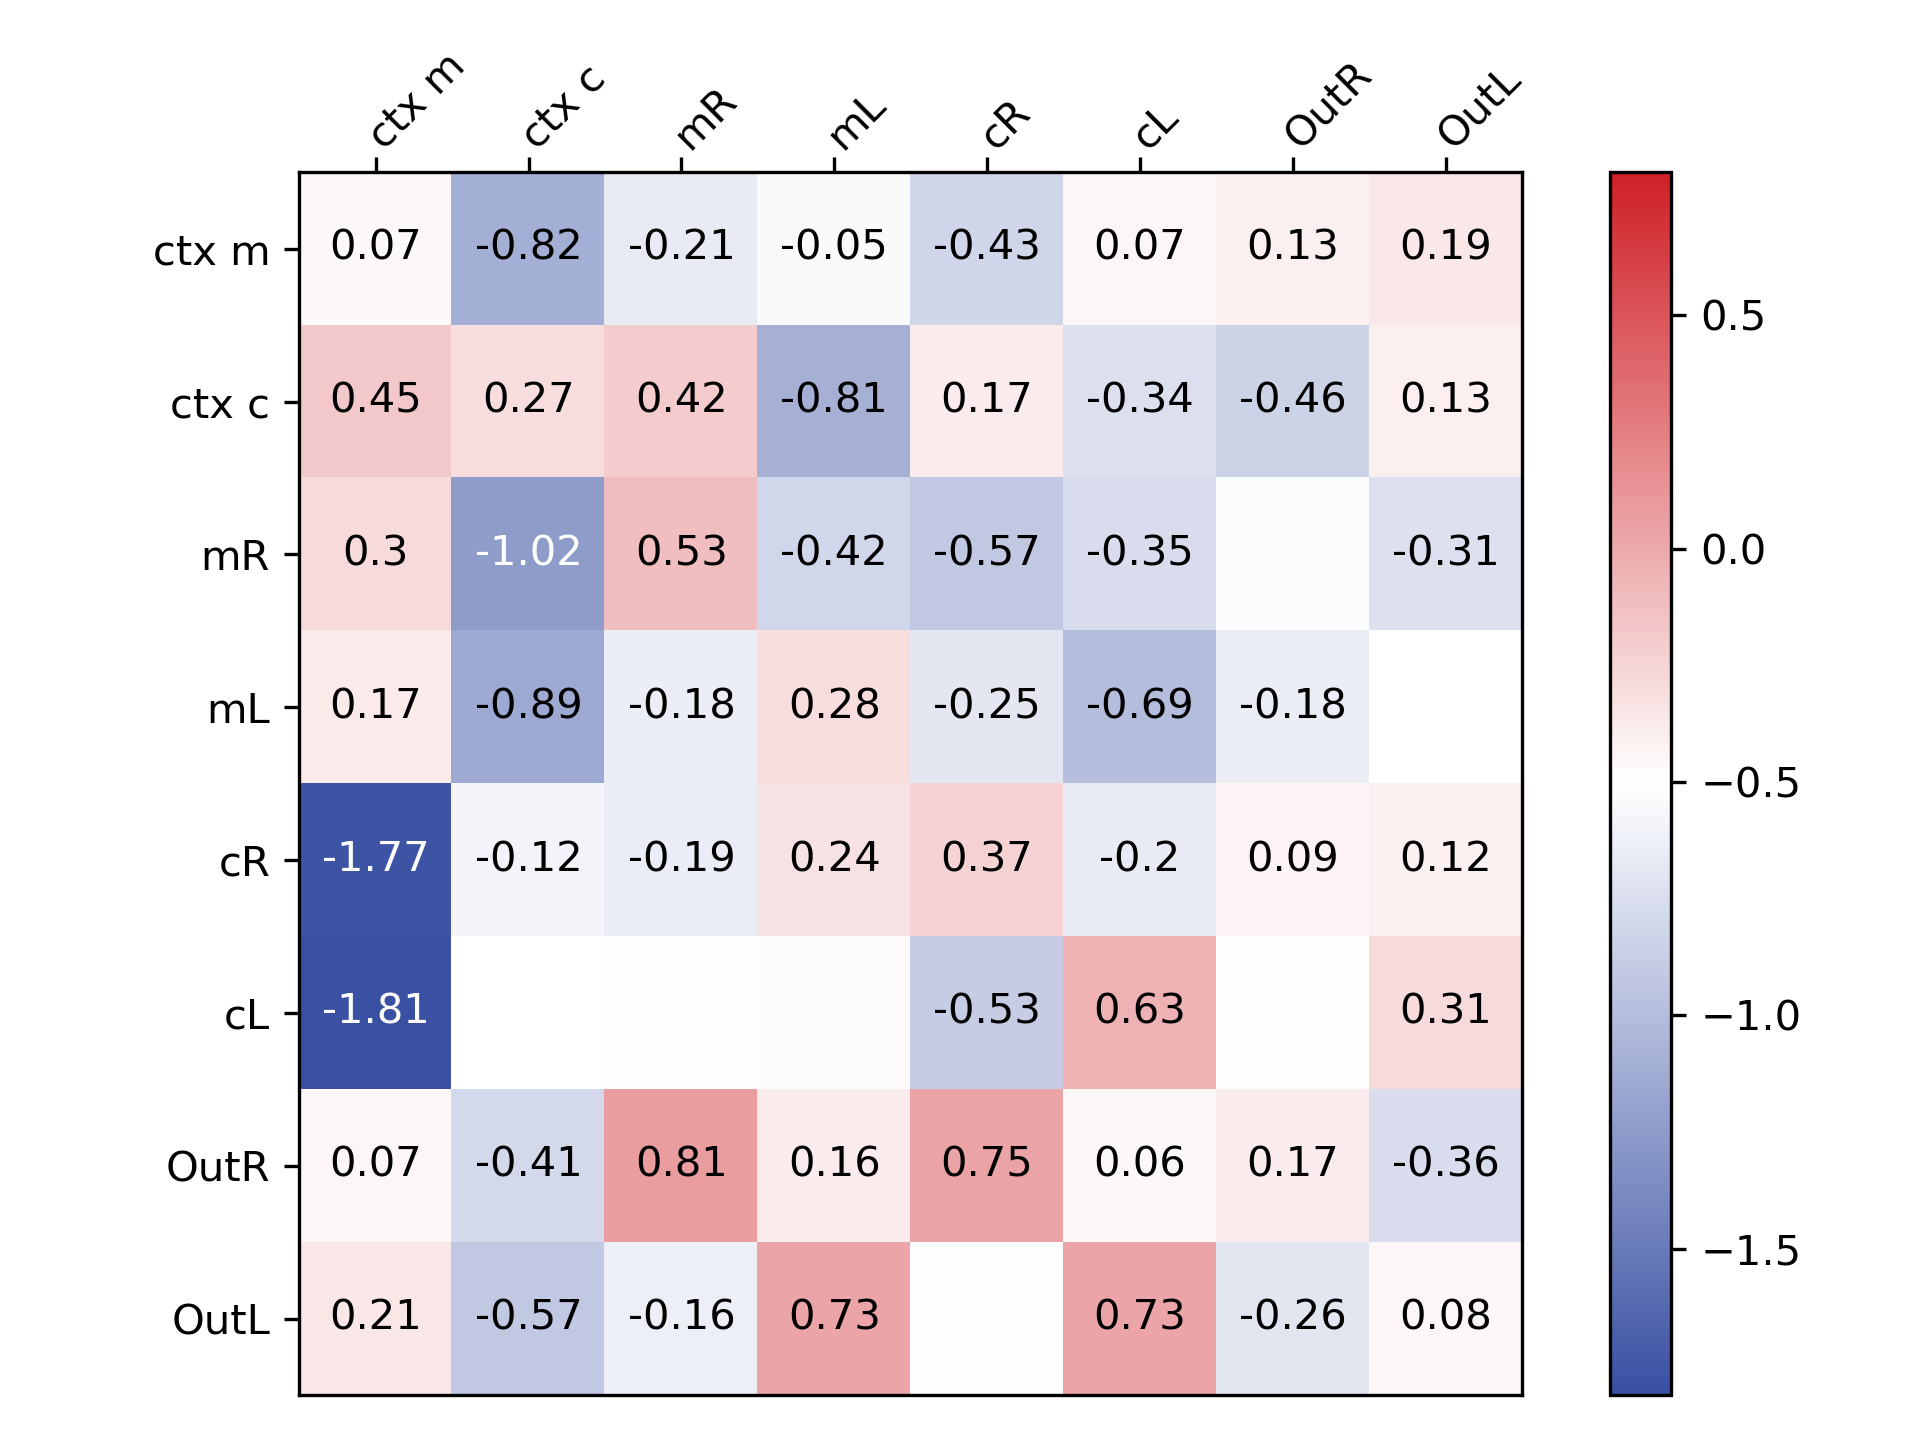 ctx m ctx c mR mL cR cL OutR OutL
ctx m 0.07 -0.82 -0.21 -0.05 -0.43 0.07 0.13 0.19
ctx c 0.45 0.27 0.42 -0.81 0.17 -0.34 -0.46 0.13
mR 0.3 -1.02 0.53 -0.42 -0.57 -0.35 -0.31
mL 0.17 -0.89 -0.18 0.28 -0.25 -0.69 -0.18
cR -1.77 -0.12 -0.19 0.24 0.37 -0.2 0.09 0.12
cL -1.81 -0.53 0.63 0.31
OutR 0.07 -0.41 0.81 0.16 0.75 0.06 0.17 -0.36
OutL 0.21 -0.57 -0.16 0.73 0.73 -0.26 0.08
0.5
0.0
−0.5
−1.0
−1.5